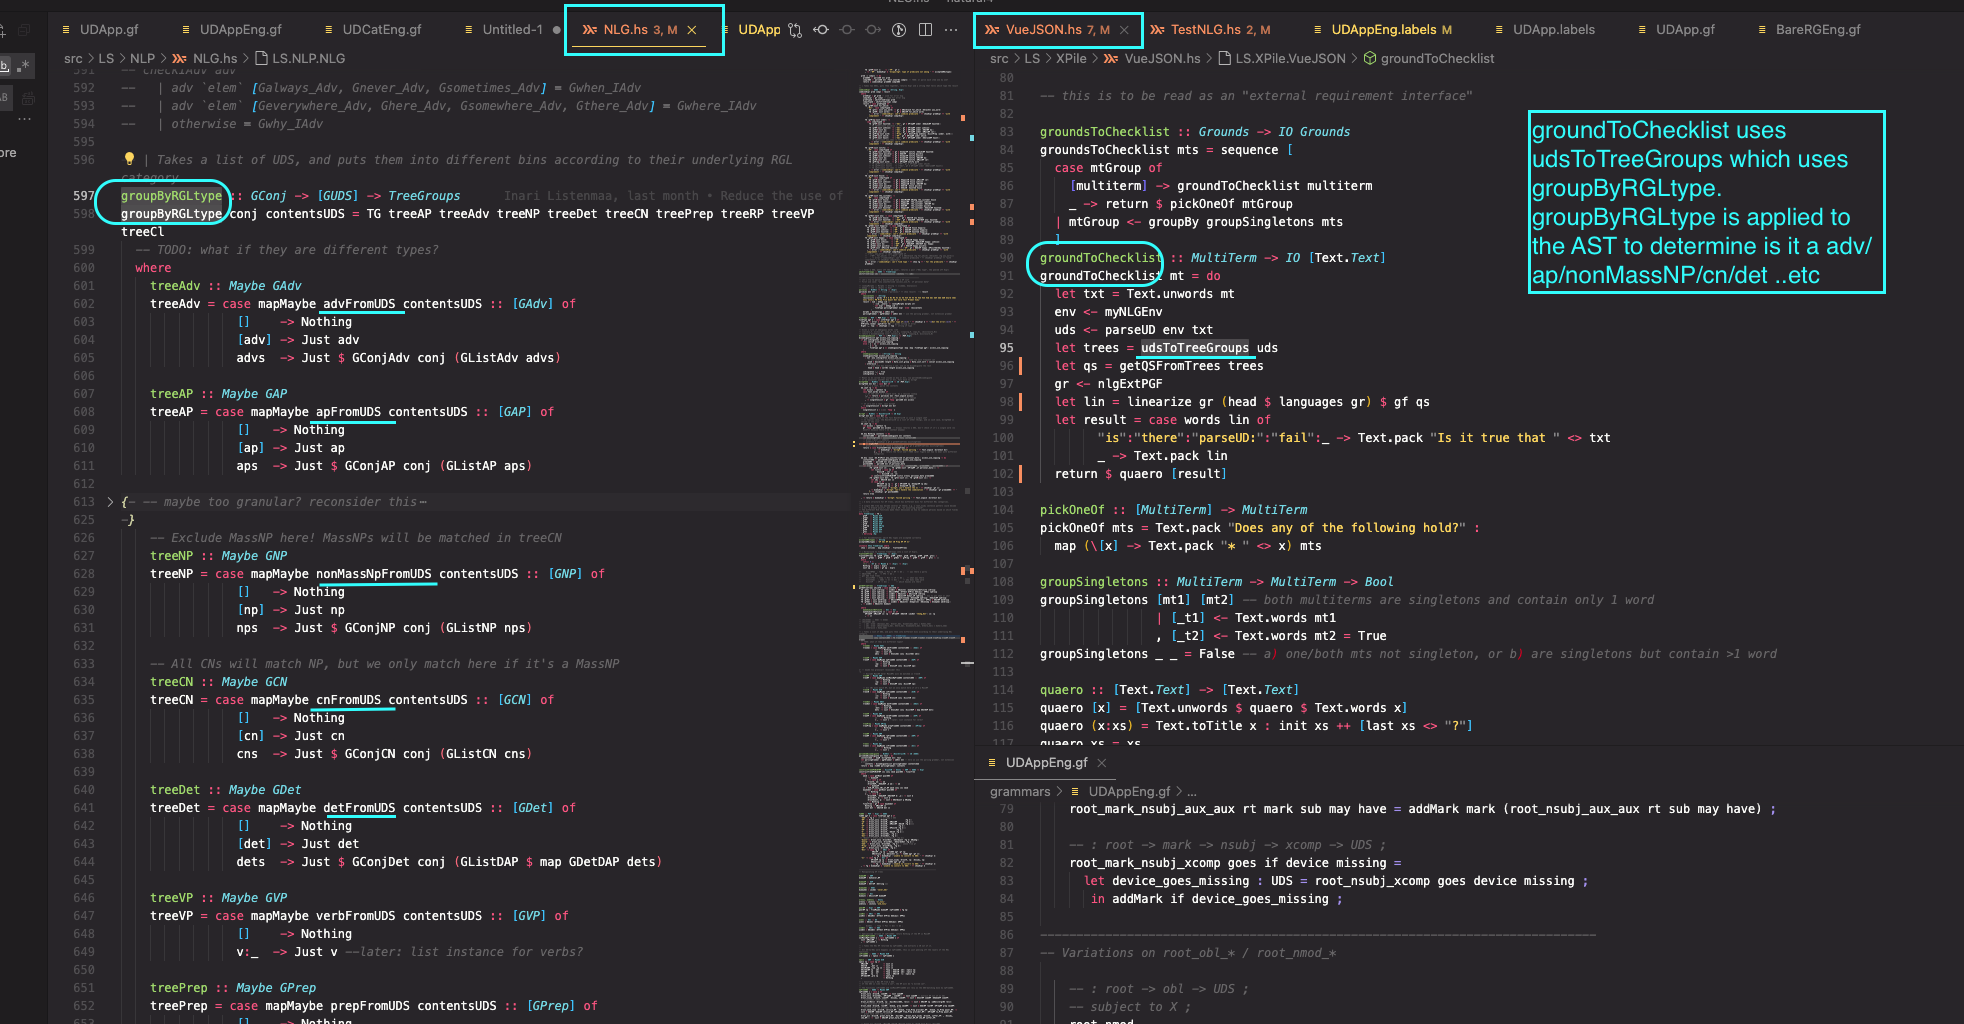 UDApp.gf
UDAppEng.gf
UDCatEng.gf
Untitled-1
NLG.hs 3, M
UDApp
src > LS > NLP > NLG.hs > LS.NLP.NLG
591 -- checkIAdv adv
592 -- | adv `elem` [Galways_Adv, Gnever_Adv, Gsometimes_Adv] = Gwhen_IAdv
593 -- | adv `elem` [Geverywhere_Adv, Ghere_Adv, Gsomewhere_Adv, Gthere_Adv] = Gwhere_IAdv
594 -- | otherwise = Gwhy_IAdv
595
596 | Takes a list of UDS, and puts them into different bins according to their underlying RGL
category
597 groupByRGLtype :: GConj -> [GUDS] -> TreeGroups Inari Listenmaa, last month • Reduce the use of
598 groupByRGLtype conj contentsUDS = TG treeAP treeAdv treeNP treeDet treeCN treePrep treeRP treeVP
treeCl
599 -- TODO: what if they are different types?
600 where
601 treeAdv :: Maybe GAdv
602 treeAdv = case mapMaybe advFromUDS contentsUDS :: [GAdv] of
603 [] -> Nothing
604 [adv] -> Just adv
605 advs -> Just $ GConjAdv conj (GListAdv advs)
606
607 treeAP :: Maybe GAP
608 treeAP = case mapMaybe apFromUDS contentsUDS :: [GAP] of
609 [] -> Nothing
610 [ap] -> Just ap
611 aps -> Just $ GConjAP conj (GListAP aps)
612
613 {- -- maybe too granular? reconsider this⋯
625 -}
626 -- Exclude MassNP here! MassNPs will be matched in treeCN
627 treeNP :: Maybe GNP
628 treeNP = case mapMaybe nonMassNpFromUDS contentsUDS :: [GNP] of
629 [] -> Nothing
630 [np] -> Just np
631 nps -> Just $ GConjNP conj (GListNP nps)
632
633 -- All CNs will match NP, but we only match here if it's a MassNP
634 treeCN :: Maybe GCN
635 treeCN = case mapMaybe cnFromUDS contentsUDS :: [GCN] of
636 [] -> Nothing
637 [cn] -> Just cn
638 cns -> Just $ GConjCN conj (GListCN cns)
639
640 treeDet :: Maybe GDet
641 treeDet = case mapMaybe detFromUDS contentsUDS :: [GDet] of
642 [] -> Nothing
643 [det] -> Just det
644 dets -> Just $ GConjDet conj (GListDAP $ map GDetDAP dets)
645
646 treeVP :: Maybe GVP
647 treeVP = case mapMaybe verbFromUDS contentsUDS :: [GVP] of
648 [] -> Nothing
649 v:_ -> Just v --later: list instance for verbs?
650
651 treePrep :: Maybe GPrep
652 treePrep = case mapMaybe prepFromUDS contentsUDS :: [GPrep] of
653 [] -> Nothing
VueJSON.hs 7, M
TestNLG.hs 2, M
UDAppEng.labels M
UDApp.labels
UDApp.gf
BareRGEng.gf
src > LS > XPile > VueJSON.hs > LS.XPile.VueJSON > groundToChecklist
80
81 -- this is to be read as an "external requirement interface"
82
83 groundsToChecklist :: Grounds -> IO Grounds
84 groundsToChecklist mts = sequence [
85 case mtGroup of
86 [multiterm] -> groundToChecklist multiterm
87 _ -> return $ pickOneOf mtGroup
88 | mtGroup <- groupBy groupSingletons mts
89 ]
90 groundToChecklist :: MultiTerm -> IO [Text.Text]
91 groundToChecklist mt = do
92 let txt = Text.unwords mt
93 env <- myNLGEnv
94 uds <- parseUD env txt
95 let trees = udsToTreeGroups uds
96 let qs = getQSFromTrees trees
97 gr <- nlgExtPGF
98 let lin = linearize gr (head $ languages gr) $ gf qs
99 let result = case words lin of
100 "is":"there":"parseUD:":"fail":_ -> Text.pack "Is it true that " <> txt
101 _ -> Text.pack lin
102 return $ quaero [result]
103
104 pickOneOf :: [MultiTerm] -> MultiTerm
105 pickOneOf mts = Text.pack "Does any of the following hold?" :
106 map (\[x] -> Text.pack "* " <> x) mts
107
108 groupSingletons :: MultiTerm -> MultiTerm -> Bool
109 groupSingletons [mt1] [mt2] -- both multiterms are singletons and contain only 1 word
110 | [_t1] <- Text.words mt1
111 , [_t2] <- Text.words mt2 = True
112 groupSingletons _ _ = False -- a) one/both mts not singleton, or b) are singletons but contain >1 word
113
114 quaero :: [Text.Text] -> [Text.Text]
115 quaero [x] = [Text.unwords $ quaero $ Text.words x]
116 quaero (x:xs) = Text.toTitle x : init xs ++ [last xs <> "?"]
117 quaero xs = xs
groundToChecklist uses
udsToTreeGroups which uses
groupByRGLtype.
groupByRGLtype is applied to
the AST to determine is it a adv/
ap/nonMassNP/cn/det ..etc
UDAppEng.gf
grammars > UDAppEng.gf > ...
79 root_mark_nsubj_aux_aux rt mark sub may have = addMark mark (root_nsubj_aux_aux rt sub may have) ;
80
81 -- : root -> mark -> nsubj -> xcomp -> UDS ;
82 root_mark_nsubj_xcomp goes if device missing =
83 let device_goes_missing : UDS = root_nsubj_xcomp goes device missing ;
84 in addMark if device_goes_missing ;
85
86 ------------------------------------------------------------
87 -- Variations on root_obl_* / root_nmod_*
88
89 -- : root -> obl -> UDS ;
90 -- subject to X ;
91 root_nmod